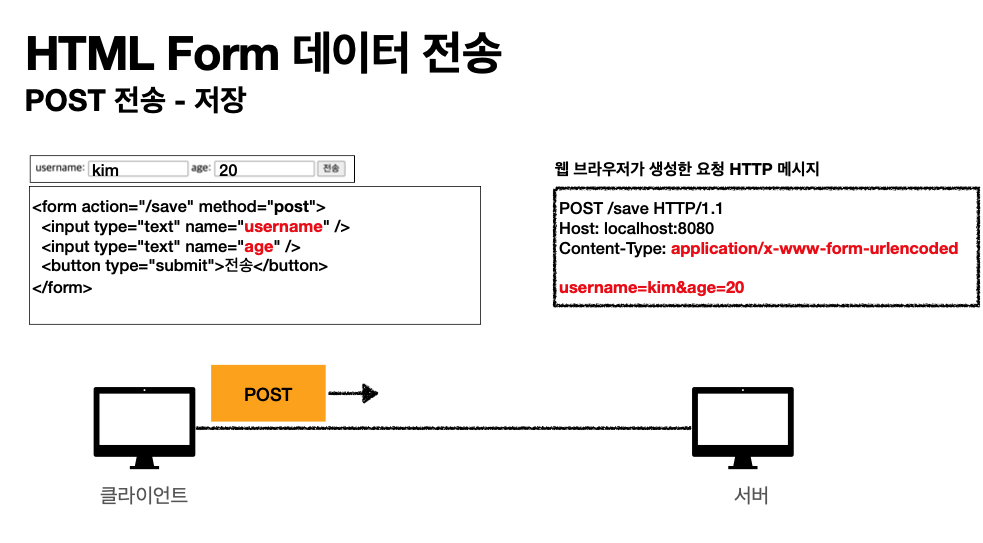 HTML Form 데이터 전송
POST 전송 - 저장
username: kim age: 20 전송
<form action="/save" method="post">
<input type="text" name="username" />
<input type="text" name="age" />
<button type="submit">전송</button>
</form>
웹 브라우저가 생성한 요청 HTTP 메시지
POST /save HTTP/1.1
Host: localhost:8080
Content-Type: application/x-www-form-urlencoded
username=kim&age=20
POST
클라이언트
서버